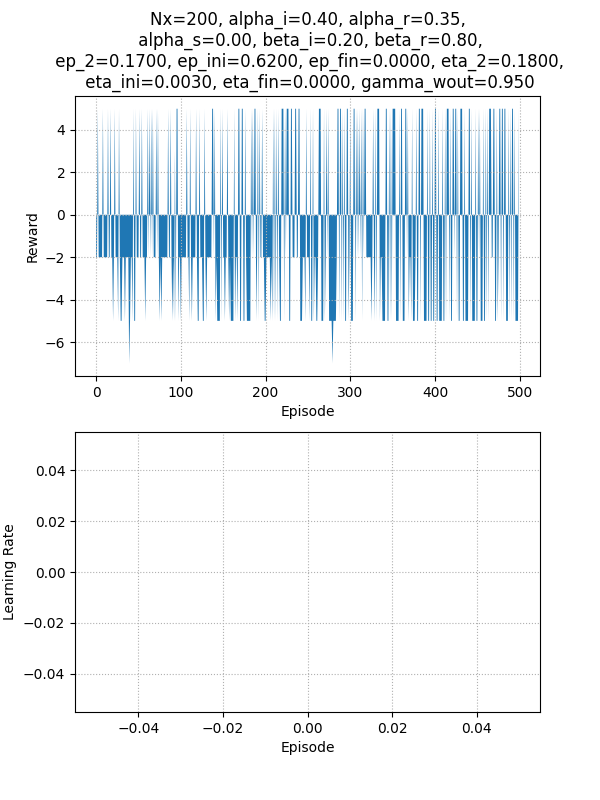 Nx=200, alpha_i=0.40, alpha_r=0.35,
alpha_s=0.00, beta_i=0.20, beta_r=0.80,
ep_2=0.1700, ep_ini=0.6200, ep_fin=0.0000, eta_2=0.1800,
eta_ini=0.0030, eta_fin=0.0000, gamma_wout=0.950
4
2
0
−2
−4
−6
Reward
0 100 200 300 400 500
Episode
0.04
0.02
0.00
−0.02
−0.04
Learning Rate
−0.04 −0.02 0.00 0.02 0.04
Episode